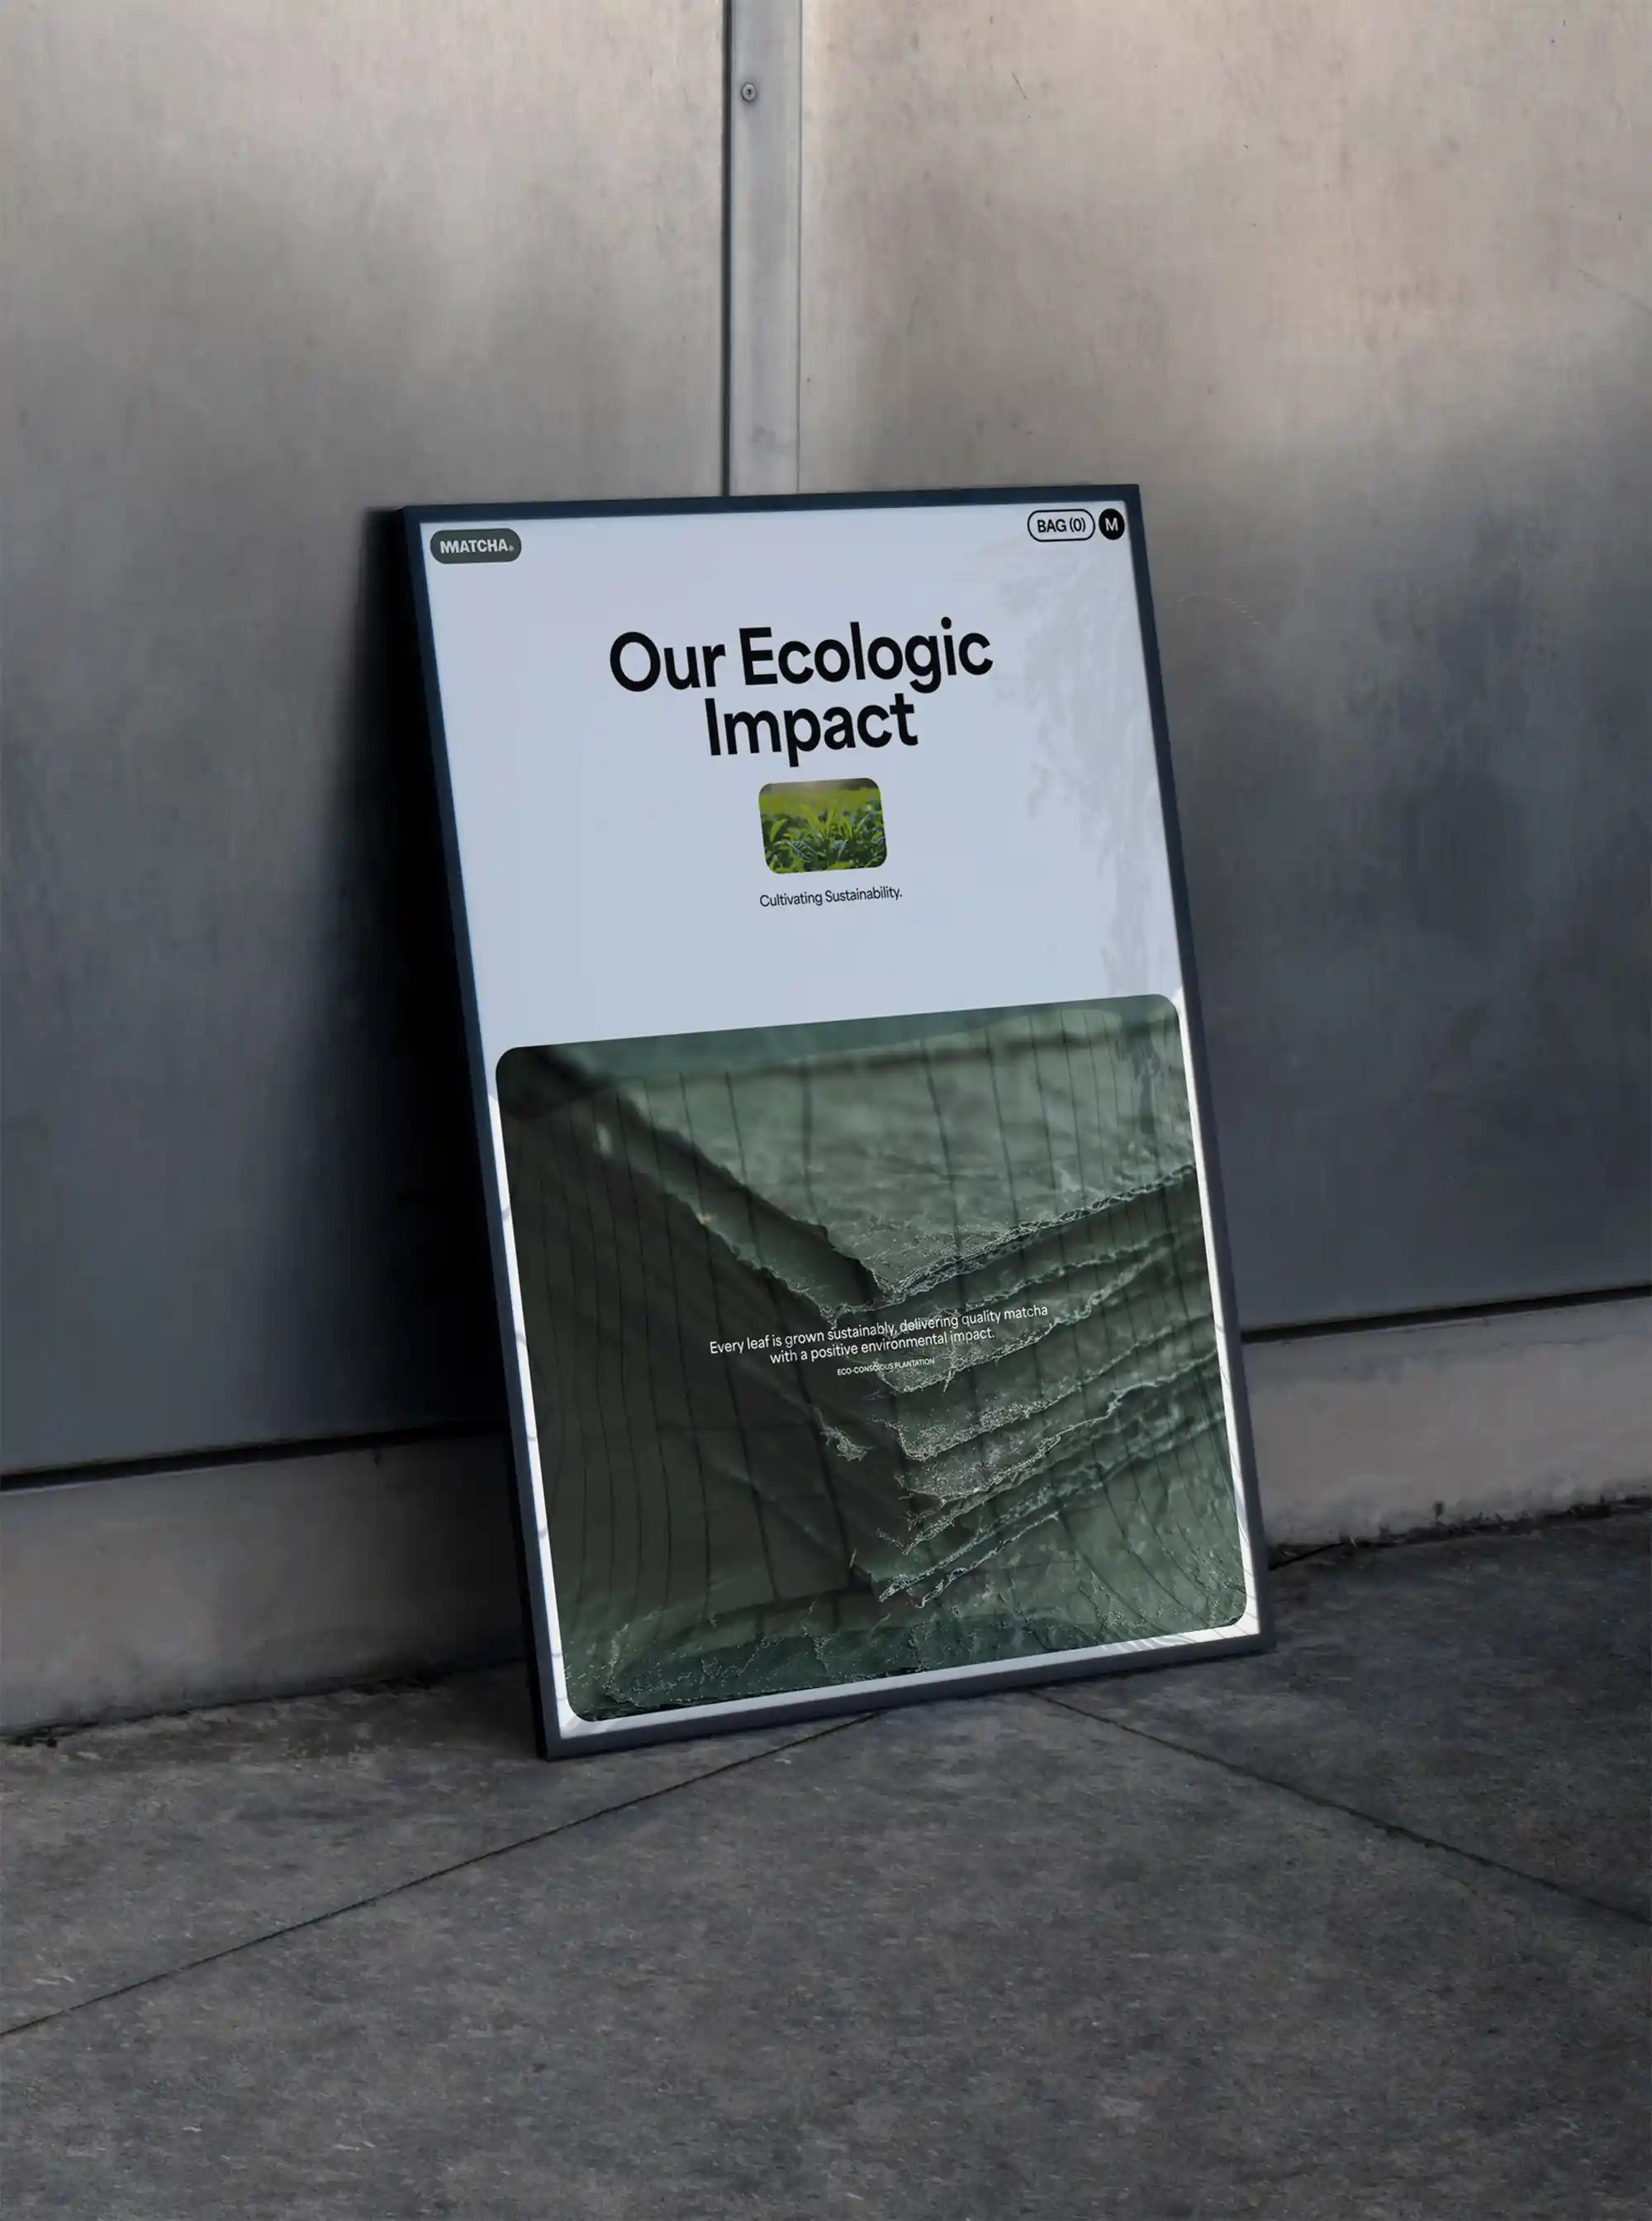 MATCHA®
BAG (0) M
Our Ecologic
Impact
Cultivating Sustainability.
Every leaf is grown sustainably, delivering quality matcha
with a positive environmental impact.
ECO-CONSCIOUS PLANTATION